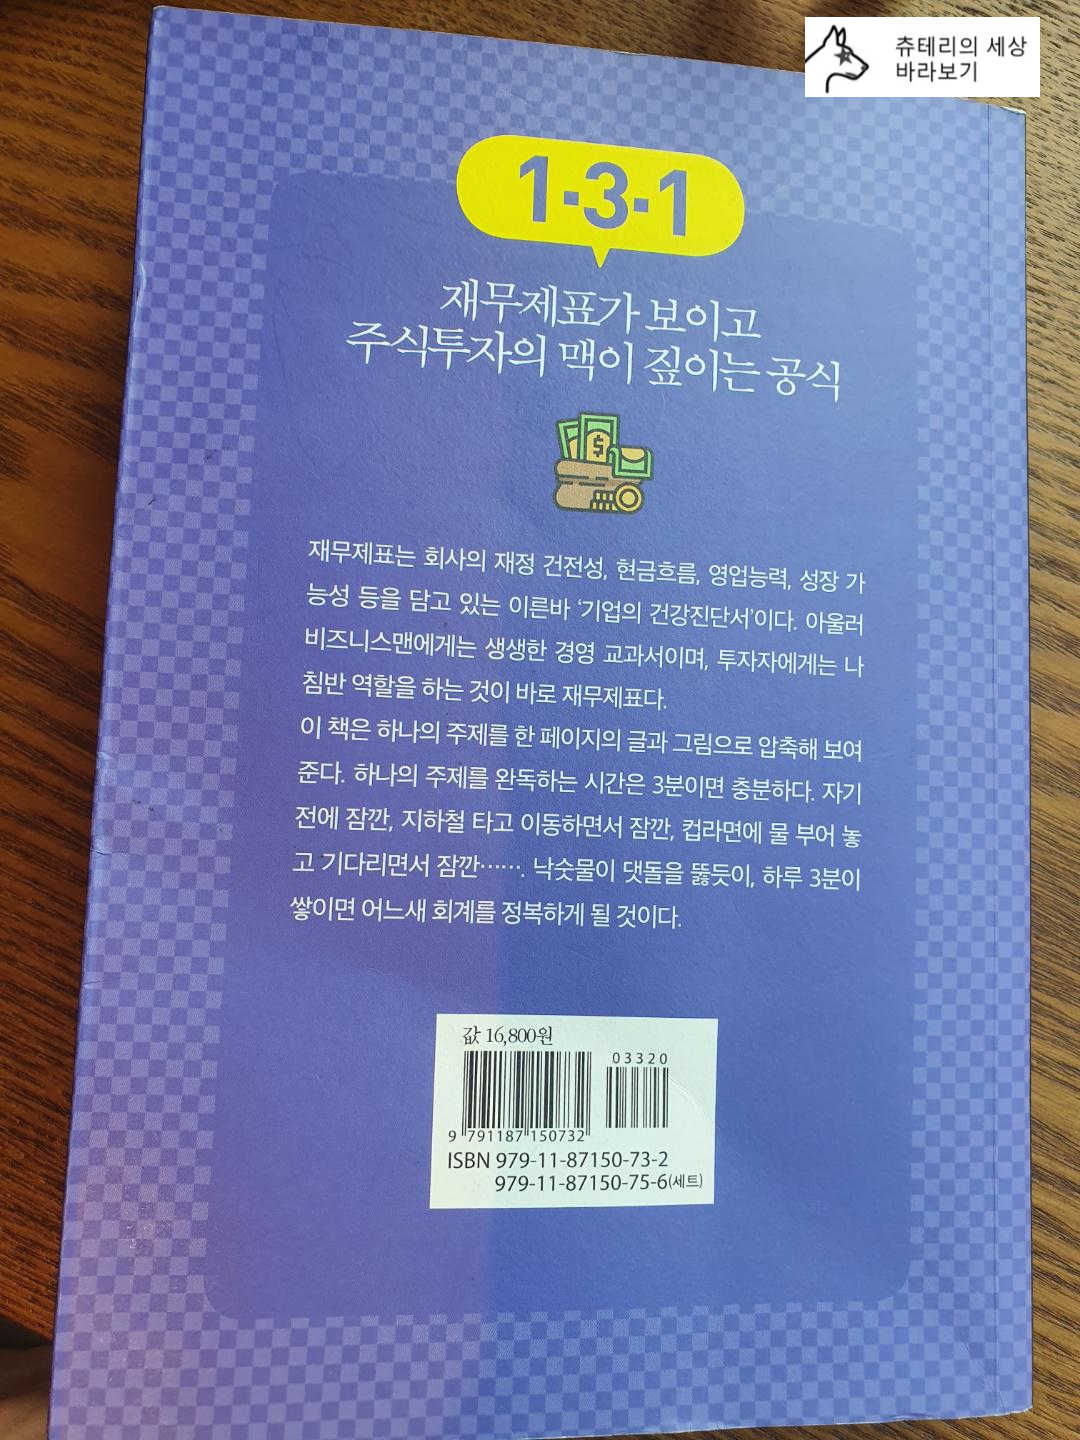 츄테리의 세상
바라보기
1·3·1
재무제표가 보이고
주식투자의 맥이 짚이는 공식
재무제표는 회사의 재정 건전성, 현금흐름, 영업능력, 성장 가
능성 등을 담고 있는 이른바 ‘기업의 건강진단서’이다. 아울러
비즈니스맨에게는 생생한 경영 교과서이며, 투자자에게는 나
침반 역할을 하는 것이 바로 재무제표다.
이 책은 하나의 주제를 한 페이지의 글과 그림으로 압축해 보여
준다. 하나의 주제를 완독하는 시간은 3분이면 충분하다. 자기
전에 잠깐, 지하철 타고 이동하면서 잠깐, 컵라면에 물 부어 놓
고 기다리면서 잠깐……. 낙숫물이 댓돌을 뚫듯이, 하루 3분이
쌓이면 어느새 회계를 정복하게 될 것이다.
값 16,800원
03320
9 791187 150732
ISBN 979-11-87150-73-2
979-11-87150-75-6(세트)